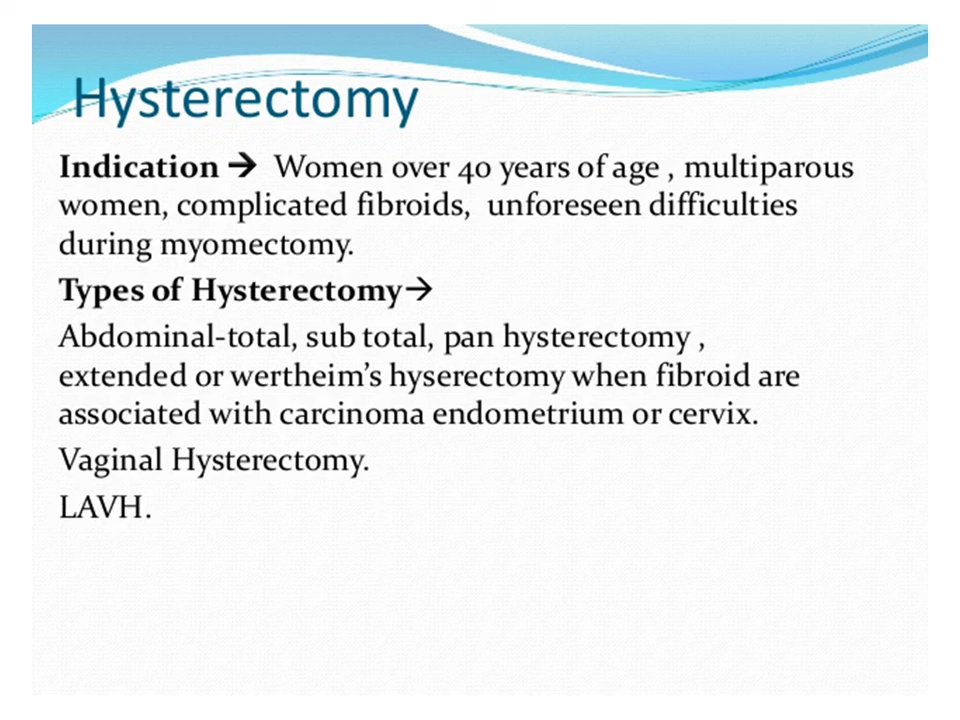 Hysterectomy
Indication → Women over 40 years of age , multiparous
women, complicated fibroids, unforeseen difficulties
during myomectomy.
Types of Hysterectomy→
Abdominal-total, sub total, pan hysterectomy ,
extended or wertheim's hyserectomy when fibroid are
associated with carcinoma endometrium or cervix.
Vaginal Hysterectomy.
LAVH.